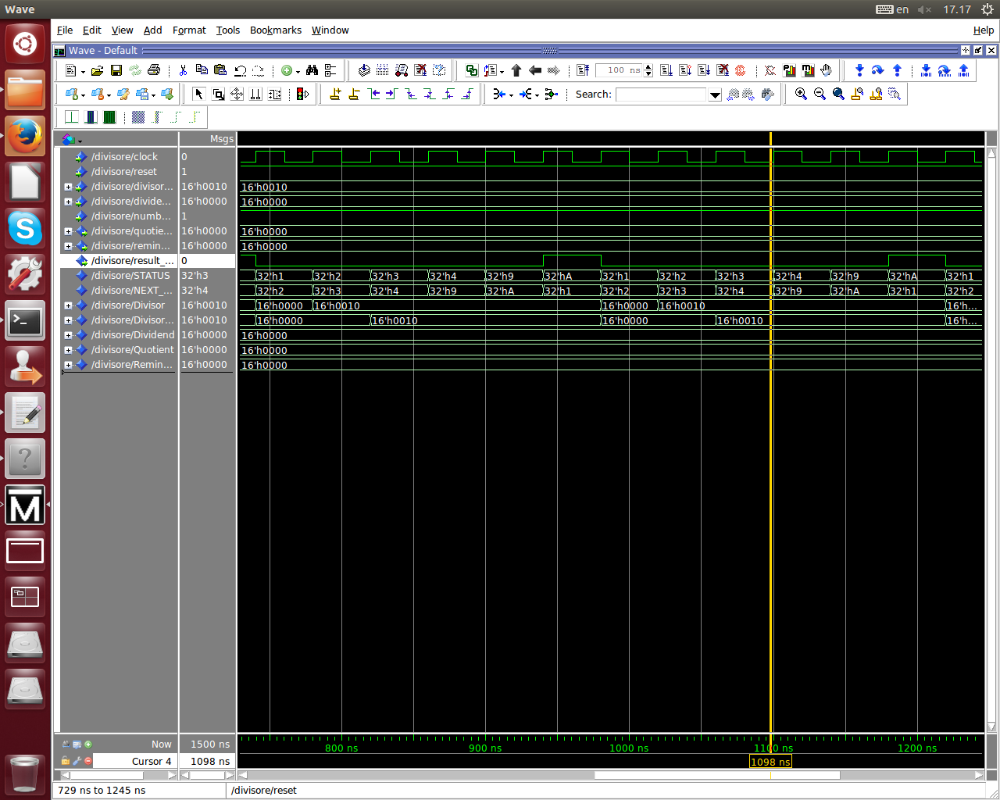 Wave
en
17.17
File Edit View Add Format Tools Bookmarks Window Help
Wave - Default
100 ns
Search:
Msgs
/divisore/clock 0
/divisore/reset 1
/divisore/divisor... 16'h0010 16'h0010
/divisore/divide... 16'h0000 16'h0000
/divisore/numb... 1
/divisore/quotie... 16'h0000 16'h0000
/divisore/remin... 16'h0000 16'h0000
/divisore/result_... 0
/divisore/STATUS 32'h3 32'h1 32'h2 32'h3 32'h4 32'h9 32'hA 32'h1 32'h2 32'h3 32'h4 32'h9 32'hA 32'h1
/divisore/NEXT_... 32'h4 32'h2 32'h3 32'h4 32'h9 32'hA 32'h1 32'h2 32'h3 32'h4 32'h9 32'hA 32'h1 32'h2
/divisore/Divisor 16'h0010 16'h0000 16'h0010 16'h0000 16'h0010 16'h...
/divisore/Divisor... 16'h0010 16'h0000 16'h0010 16'h0000 16'h0010 16'h...
/divisore/Dividend 16'h0000 16'h0000
/divisore/Quotient 16'h0000 16'h0000
/divisore/Remin... 16'h0000 16'h0000
Now 1500 ns 800 ns 900 ns 1000 ns 1100 ns 1200 ns
Cursor 4 1098 ns 1098 ns
729 ns to 1245 ns /divisore/reset